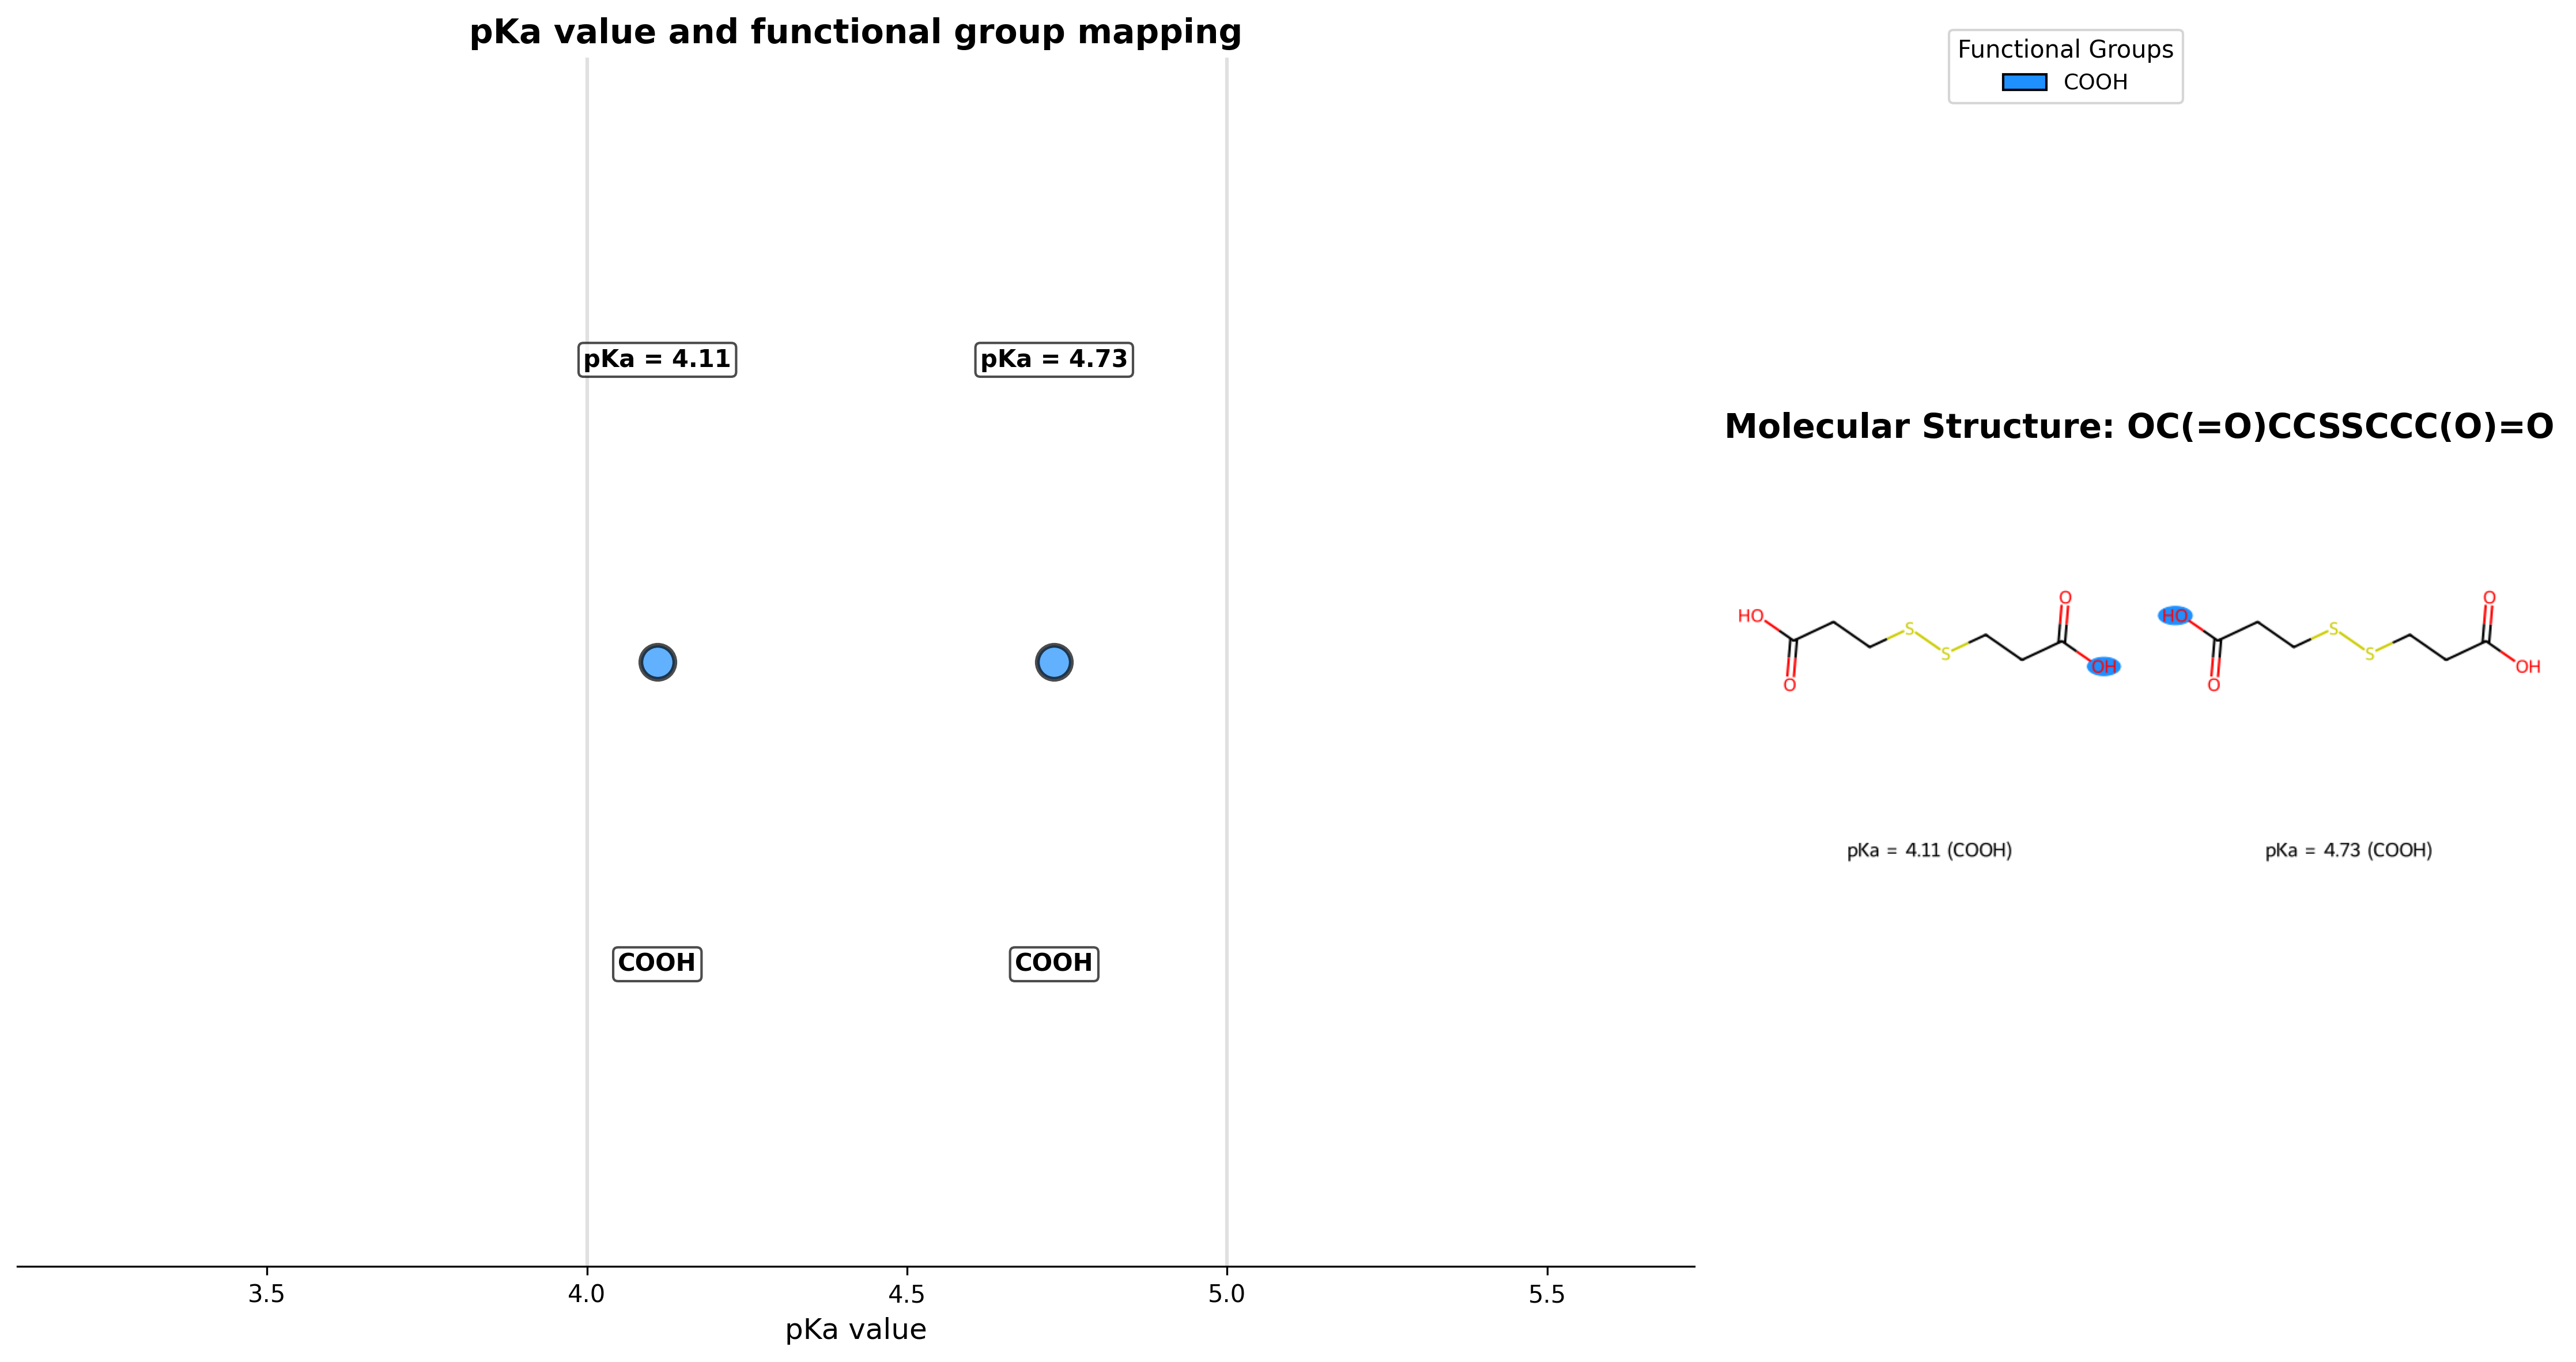 pKa value and functional group mapping
pKa = 4.11
pKa = 4.73
COOH
COOH
3.5
4.0
4.5
5.0
5.5
pKa value
Functional Groups
COOH
Molecular Structure: OC(=O)CCSSCCC(O)=O
HO
O
S
S
O
OH
HO
O
S
S
O
OH
pKa = 4.11 (COOH)
pKa = 4.73 (COOH)